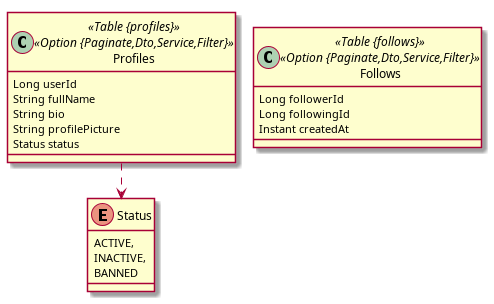 C
«Table {profiles}»
«Option {Paginate,Dto,Service,Filter}»
Profiles
Long userId
String fullName
String bio
String profilePicture
Status status
C
«Table {follows}»
«Option {Paginate,Dto,Service,Filter}»
Follows
Long followerId
Long followingId
Instant createdAt
E Status
ACTIVE,
INACTIVE,
BANNED